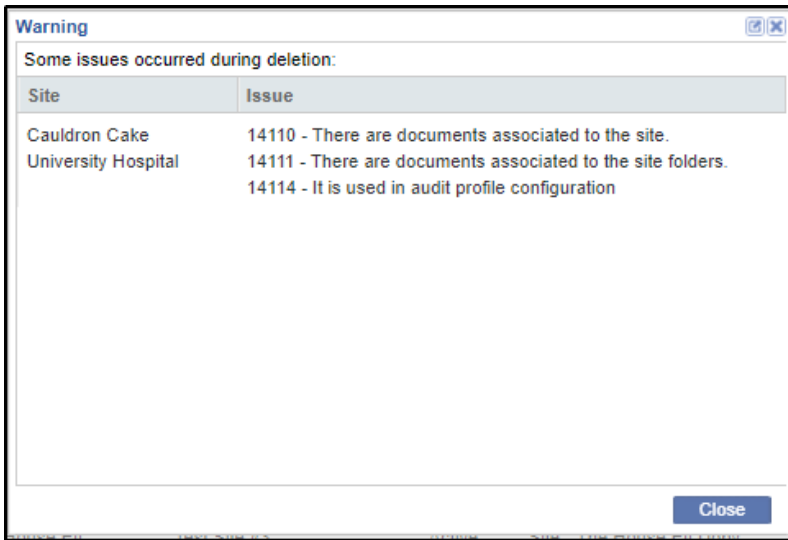 Warning
Some issues occurred during deletion:
Site Issue
Cauldron Cake 14110 - There are documents associated to the site.
University Hospital 14111 - There are documents associated to the site folders.
14114 - It is used in audit profile configuration
Close